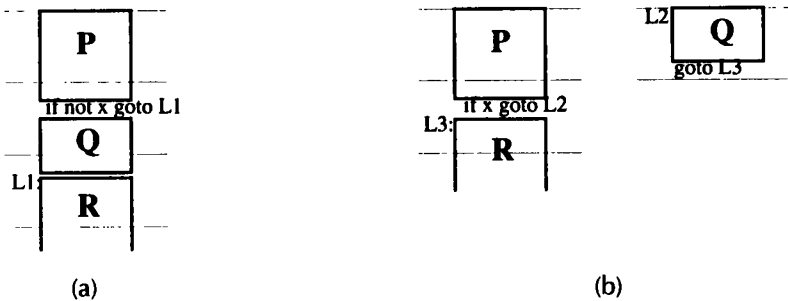 P
if not x goto L1
Q
L1:
R
(a)
P
if x goto L2
L3:
R
L2
Q
goto L3
(b)